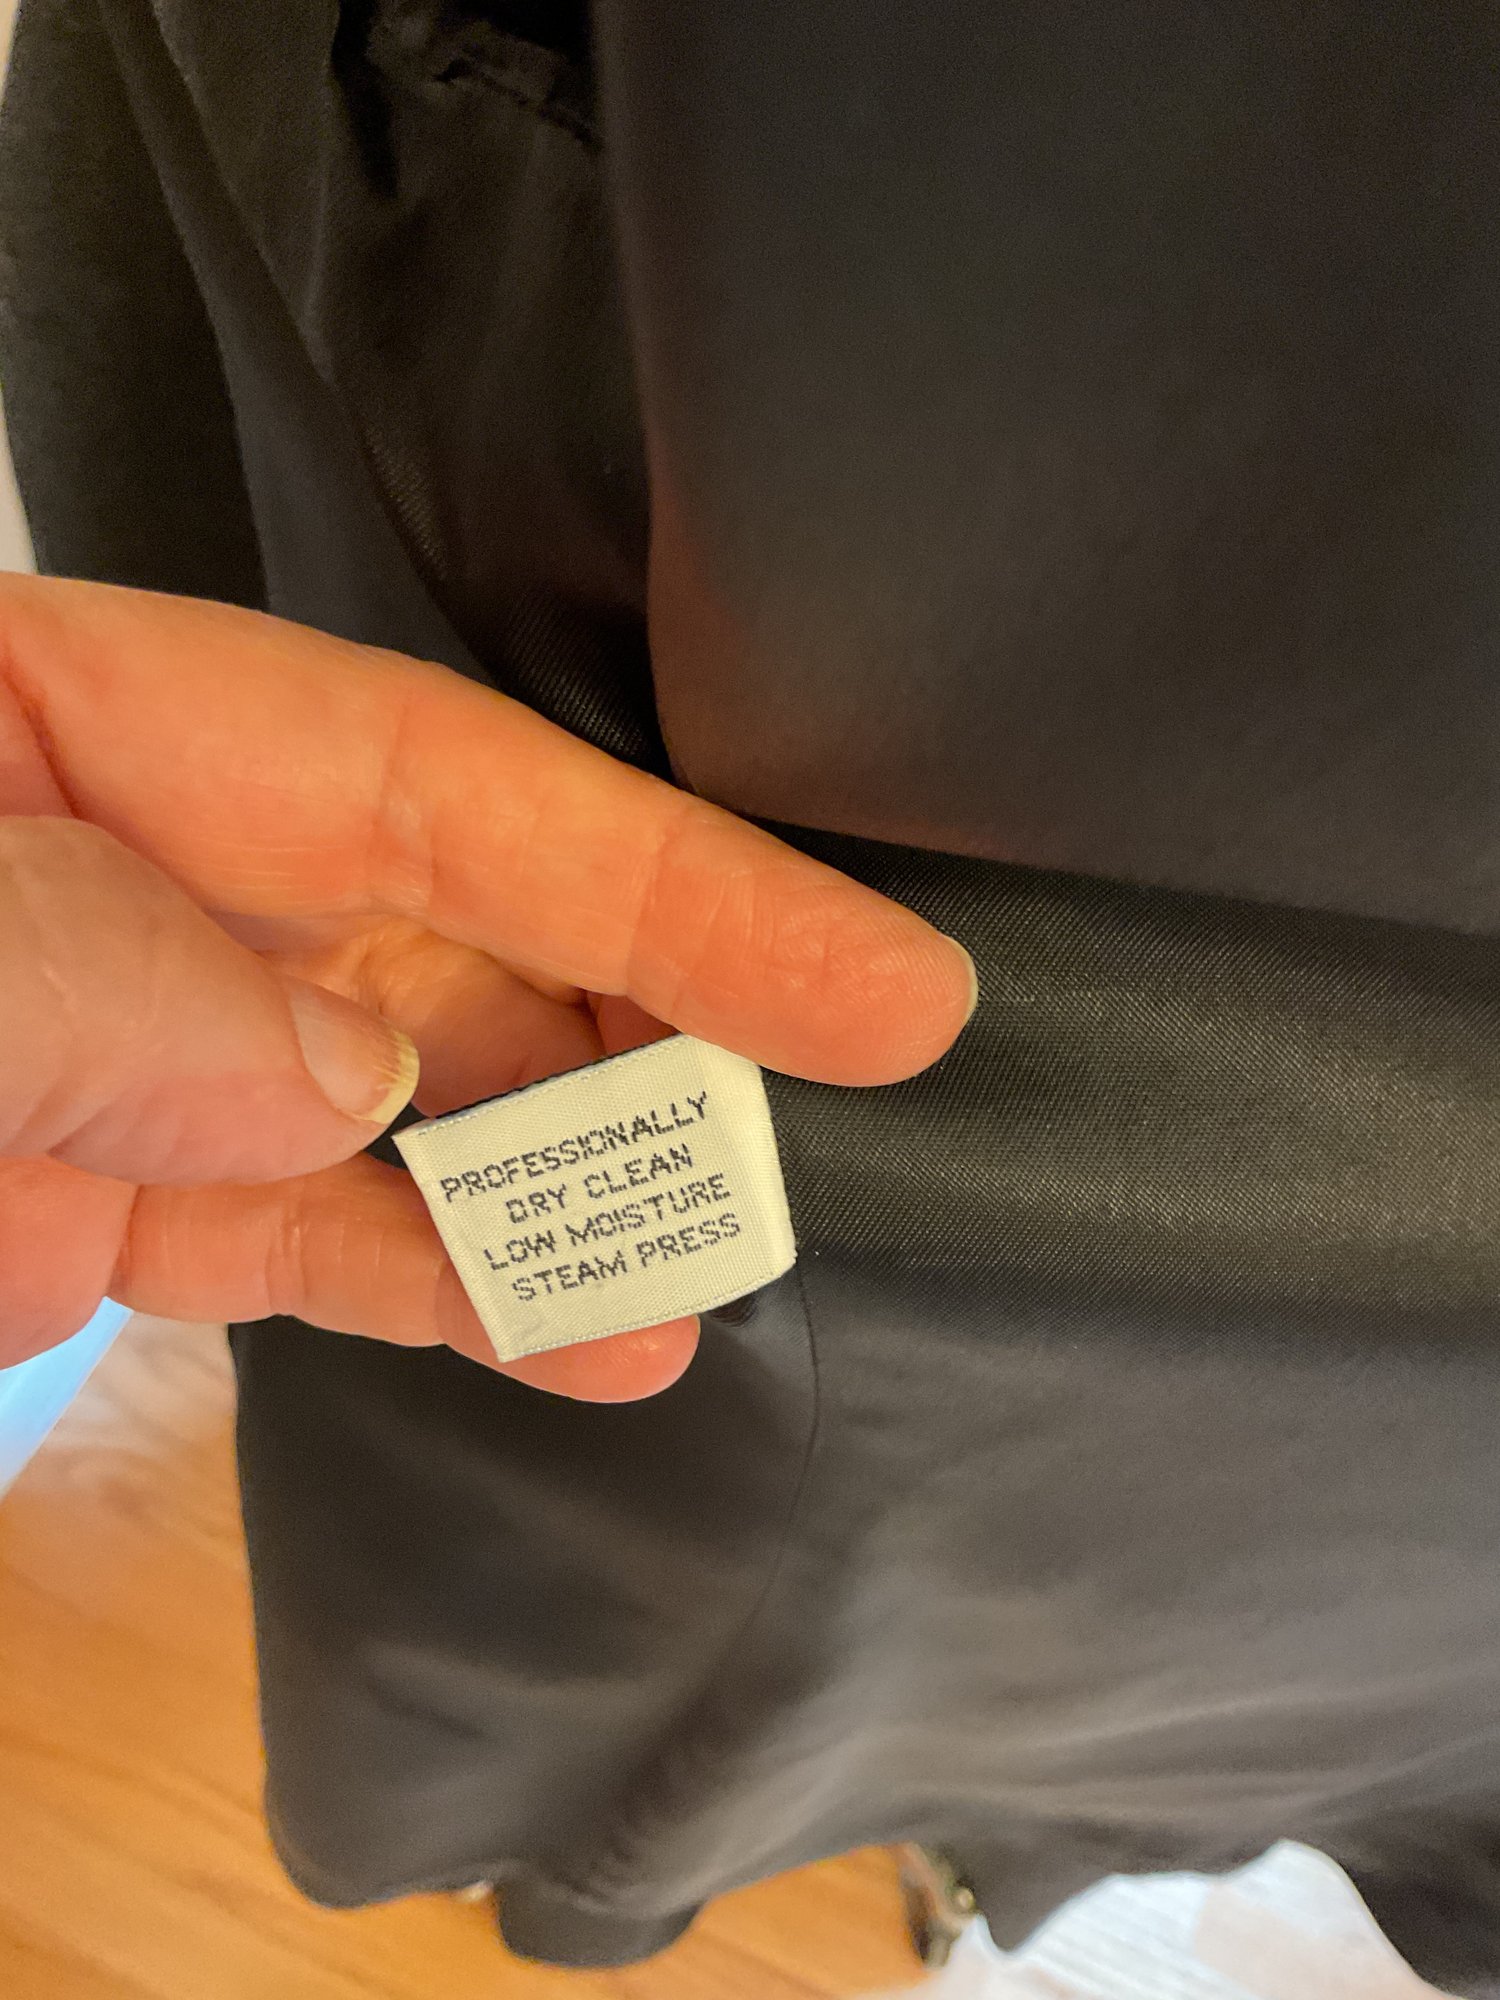 PROFESSIONALLY
DRY CLEAN
LOW MOISTURE
STEAM PRESS